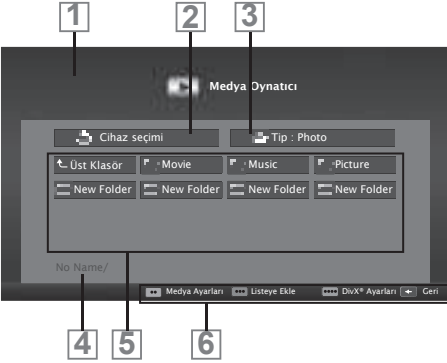 1 2 3
Medya Oynatıcı
Cihaz seçimi Tip : Photo
Üst Klasör Movie Music Picture
New Folder New Folder New Folder New Folder
No Name/
Medya Ayarları Listeye Ekle DivX® Ayarları Geri
4 5 6